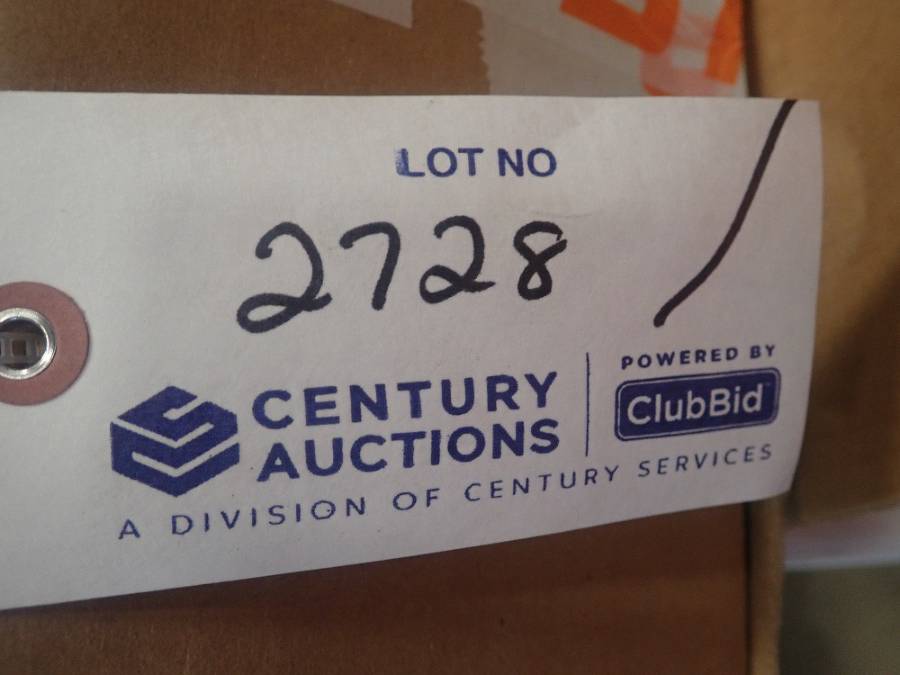 LOT NO
2728
CENTURY
AUCTIONS
POWERED BY
ClubBid
A DIVISION OF CENTURY SERVICES